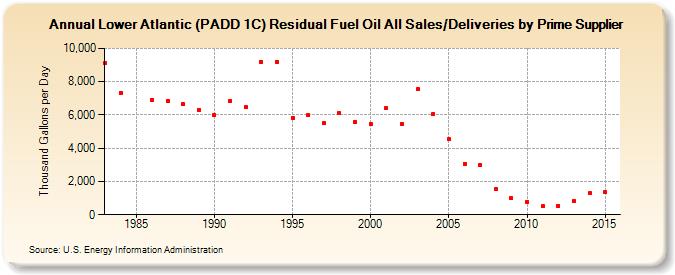 Annual Lower Atlantic (PADD 1C) Residual Fuel Oil All Sales/Deliveries by Prime Supplier
Thousand Gallons per Day
10,000
8,000
6,000
4,000
2,000
0
1985 1990 1995 2000 2005 2010 2015
Source: U.S. Energy Information Administration